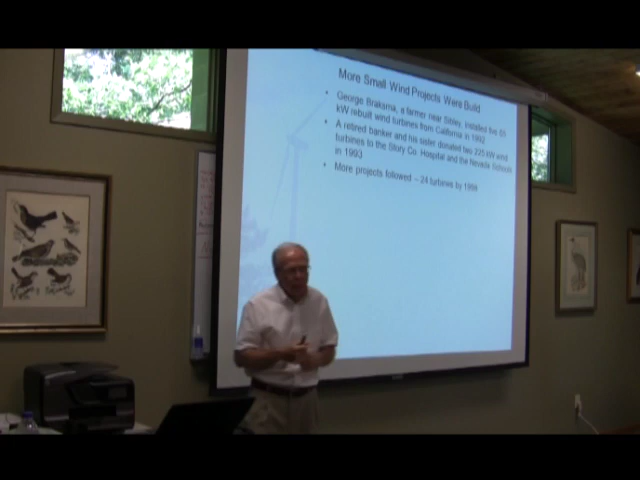 More Small Wind Projects Were Build
• George Braksma, a farmer near Sibley, installed five 65
kW rebuilt wind turbines from California in 1992
• A retired banker and his sister donated two 225 kW wind
turbines to the Story Co. Hospital and the Nevada Schools
in 1993
• More projects followed – 24 turbines by 1998